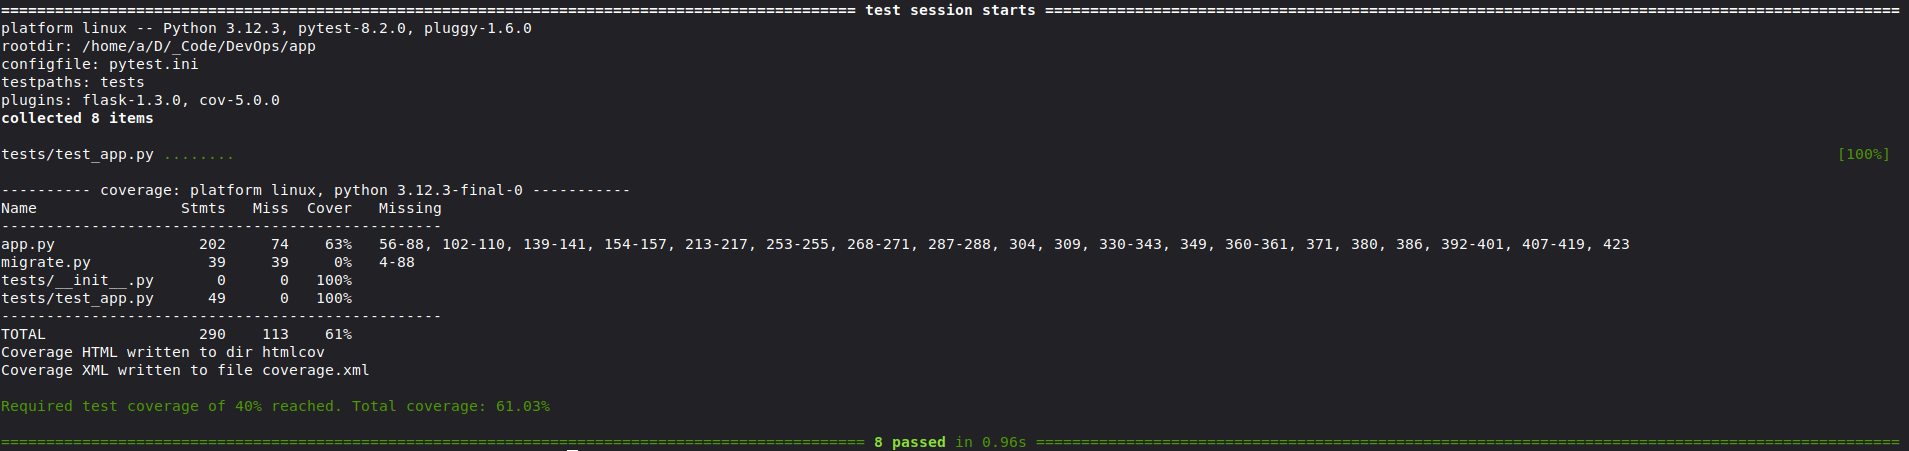 =============================================================================================== test session starts ===============================================================================================
platform linux -- Python 3.12.3, pytest-8.2.0, pluggy-1.6.0
rootdir: /home/a/D/_Code/DevOps/app
configfile: pytest.ini
testpaths: tests
plugins: flask-1.3.0, cov-5.0.0
collected 8 items
tests/test_app.py ........ [100%]
---------- coverage: platform linux, python 3.12.3-final-0 -----------
Name                Stmts   Miss  Cover   Missing
-------------------------------------------------
app.py                202     74    63%   56-88, 102-110, 139-141, 154-157, 213-217, 253-255, 268-271, 287-288, 304, 309, 330-343, 349, 360-361, 371, 380, 386, 392-401, 407-419, 423
migrate.py             39     39     0%   4-88
tests/__init__.py       0      0   100%
tests/test_app.py      49      0   100%
-------------------------------------------------
TOTAL                 290    113    61%
Coverage HTML written to dir htmlcov
Coverage XML written to file coverage.xml
Required test coverage of 40% reached. Total coverage: 61.03%
================================================================================================ 8 passed in 0.96s ================================================================================================